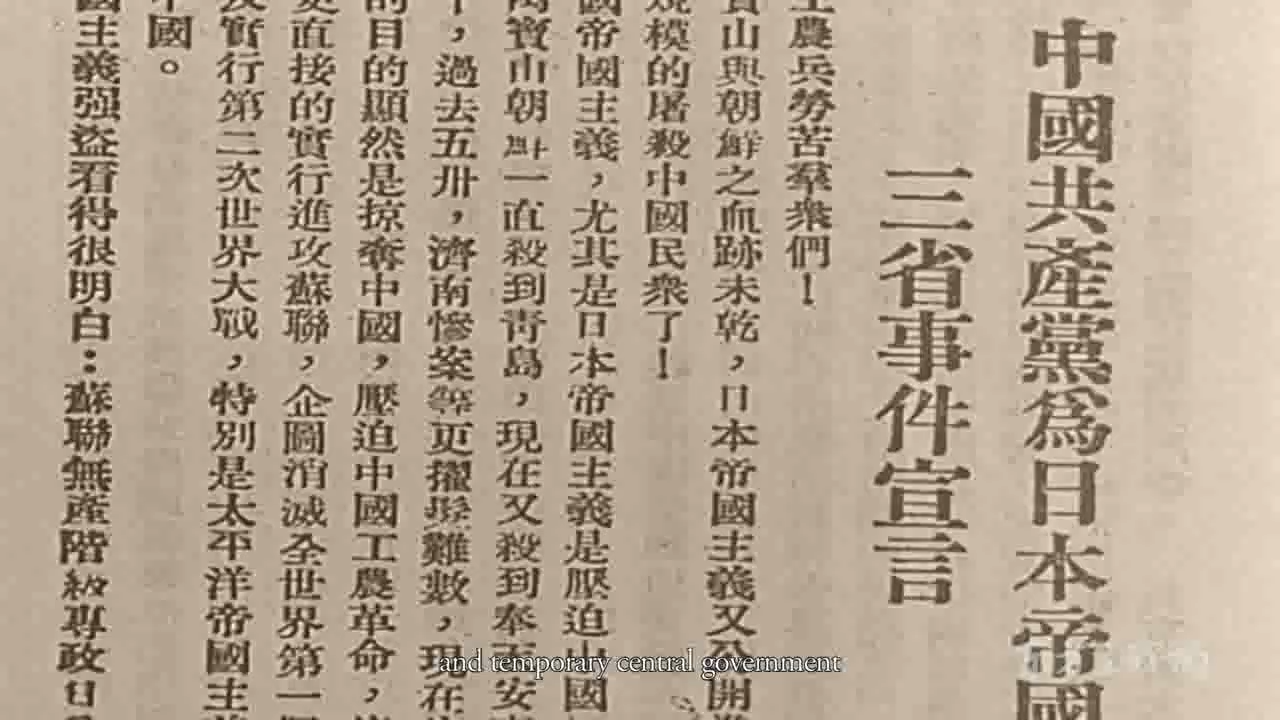 中國共產黨爲日本帝國
三省事件宣言
農兵勞苦羣衆們!
山與朝鮮之血跡未乾,日本帝國主義又公開
模的屠殺中國民衆了!
帝國主義,尤其是日本帝國主義是壓迫中國
寶山朝鮮一直殺到靑島,現在又殺到奉天安
,過去五卅,濟南慘案等更擢髮難數,現在
的目的顯然是掠奪中國,壓迫中國工農革命,
更直接的實行進攻蘇聯,企圖消滅全世界第一
實行第二次世界大戰,特別是太平洋帝國主
國。
國主義强盜看得很明白:蘇聯無產階級專政日
and temporary central government